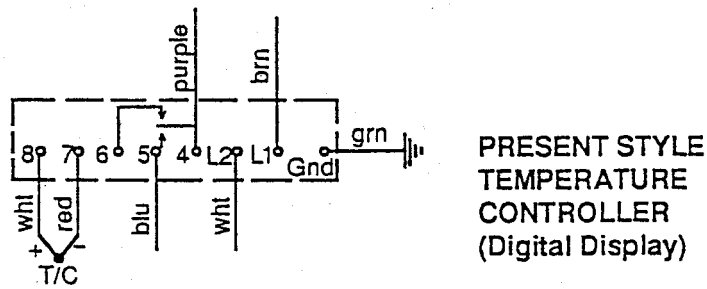 purple
brn
8 7 6 5 4 L2 L1 Gnd
grn
wht
red
blu
wht
+ −
T/C
PRESENT STYLE
TEMPERATURE
CONTROLLER
(Digital Display)